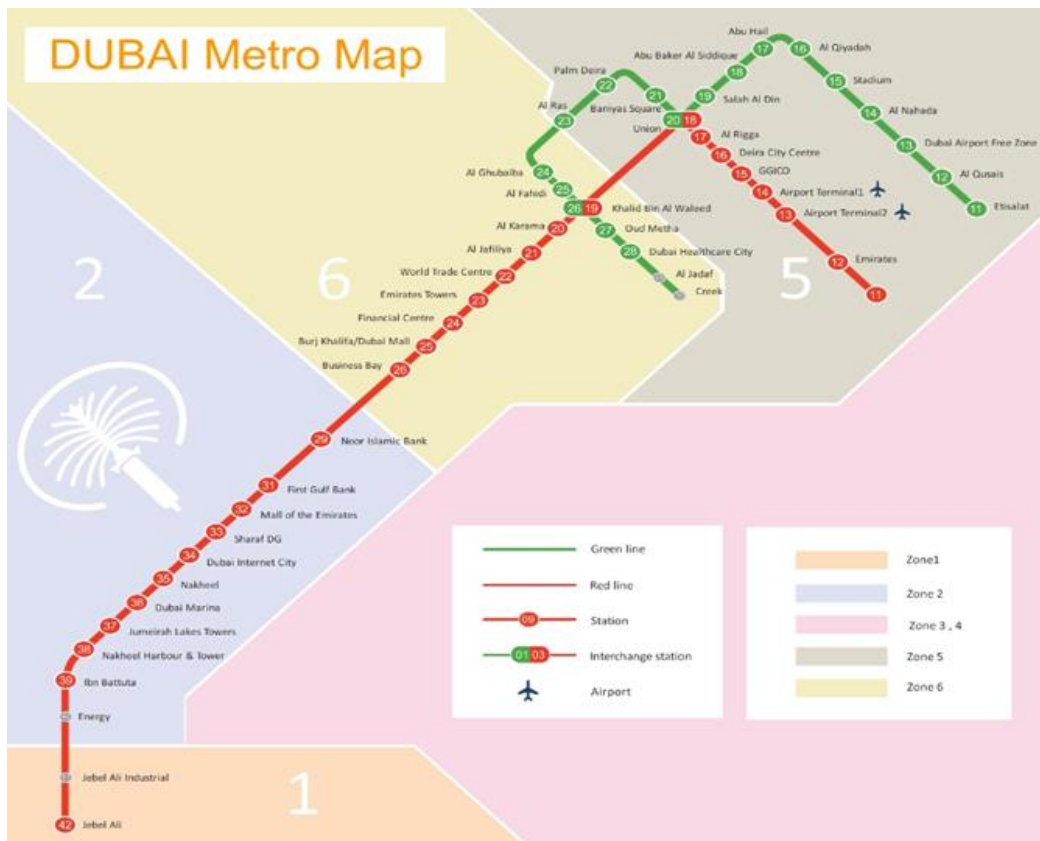 DUBAI Metro Map
Abu Hail
17
16
Al Qiyadah
Abu Baker Al Siddique
18
Palm Deira
22
15
Stadium
21
19
Salah Al Din
Al Ras
Baniyas Square
23
14
Al Nahada
Union
20 18
17
Al Rigga
13
Dubai Airport Free Zone
16
Deira City Centre
Al Ghubaiba
24
15
GGICO
12
Al Qusais
Al Fahidi
25
14
Airport Terminal1
26 19
Khalid Bin Al Waleed
13
Airport Terminal2
11
Etisalat
Al Karama
20
27
Oud Metha
Al Jafiliya
21
28
Dubai Healthcare City
12
Emirates
World Trade Centre
22
Al Jadaf
2
6
5
Emirates Towers
23
Creek
11
Financial Centre
24
Burj Khalifa/Dubai Mall
25
Business Bay
26
29
Noor Islamic Bank
31
First Gulf Bank
32
Mall of the Emirates
33
Sharaf DG
34
Dubai Internet City
35
Nakheel
36
Dubai Marina
37
Jumeirah Lakes Towers
38
Nakheel Harbour & Tower
39
Ibn Battuta
Energy
Jebel Ali Industrial
1
42
Jebel Ali
Green line
Red line
09
Station
01 03
Interchange station
Airport
Zone1
Zone 2
Zone 3 , 4
Zone 5
Zone 6